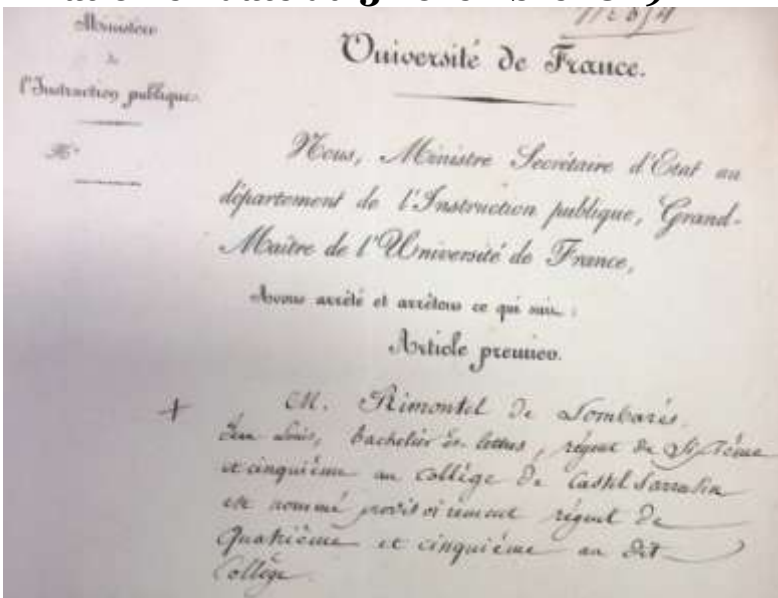 Ministère
de
l'Instruction publique.
N°
Université de France.
Nous, Ministre Secrétaire d'Etat au
département de l'Instruction publique, Grand-
Maître de l'Université de France,
Avons arrêté et arrêtons ce qui suit :
Article premier.
+ M. Rimontel de Lombarès.
Jean Louis, bachelier ès lettres, régent de Sixième
et cinquième au collège de Castel Sarrasin
est nommé provisoirement régent de
Quatrième et cinquième au dit
Collège.